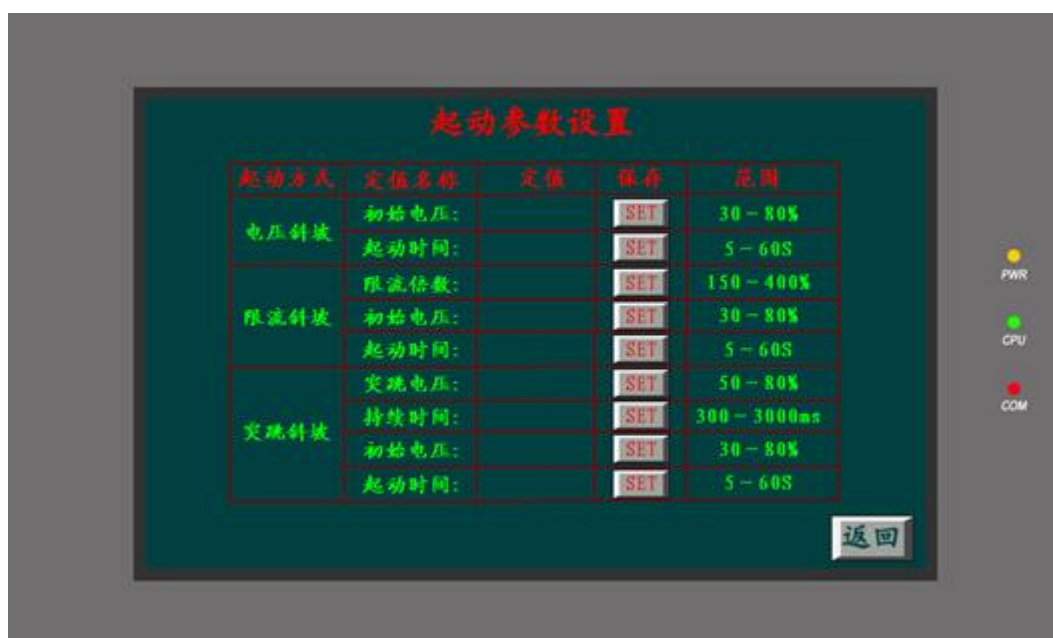 起动参数设置
起动方式 定值名称 定值 保存 范围
电压斜坡 初始电压: SET 30-80%
起动时间: SET 5-60S
限流斜坡 限流倍数: SET 150-400%
初始电压: SET 30-80%
起动时间: SET 5-60S
突跳斜坡 突跳电压: SET 50-80%
持续时间: SET 300-3000ms
初始电压: SET 30-80%
起动时间: SET 5-60S
返回
PWR
CPU
COM